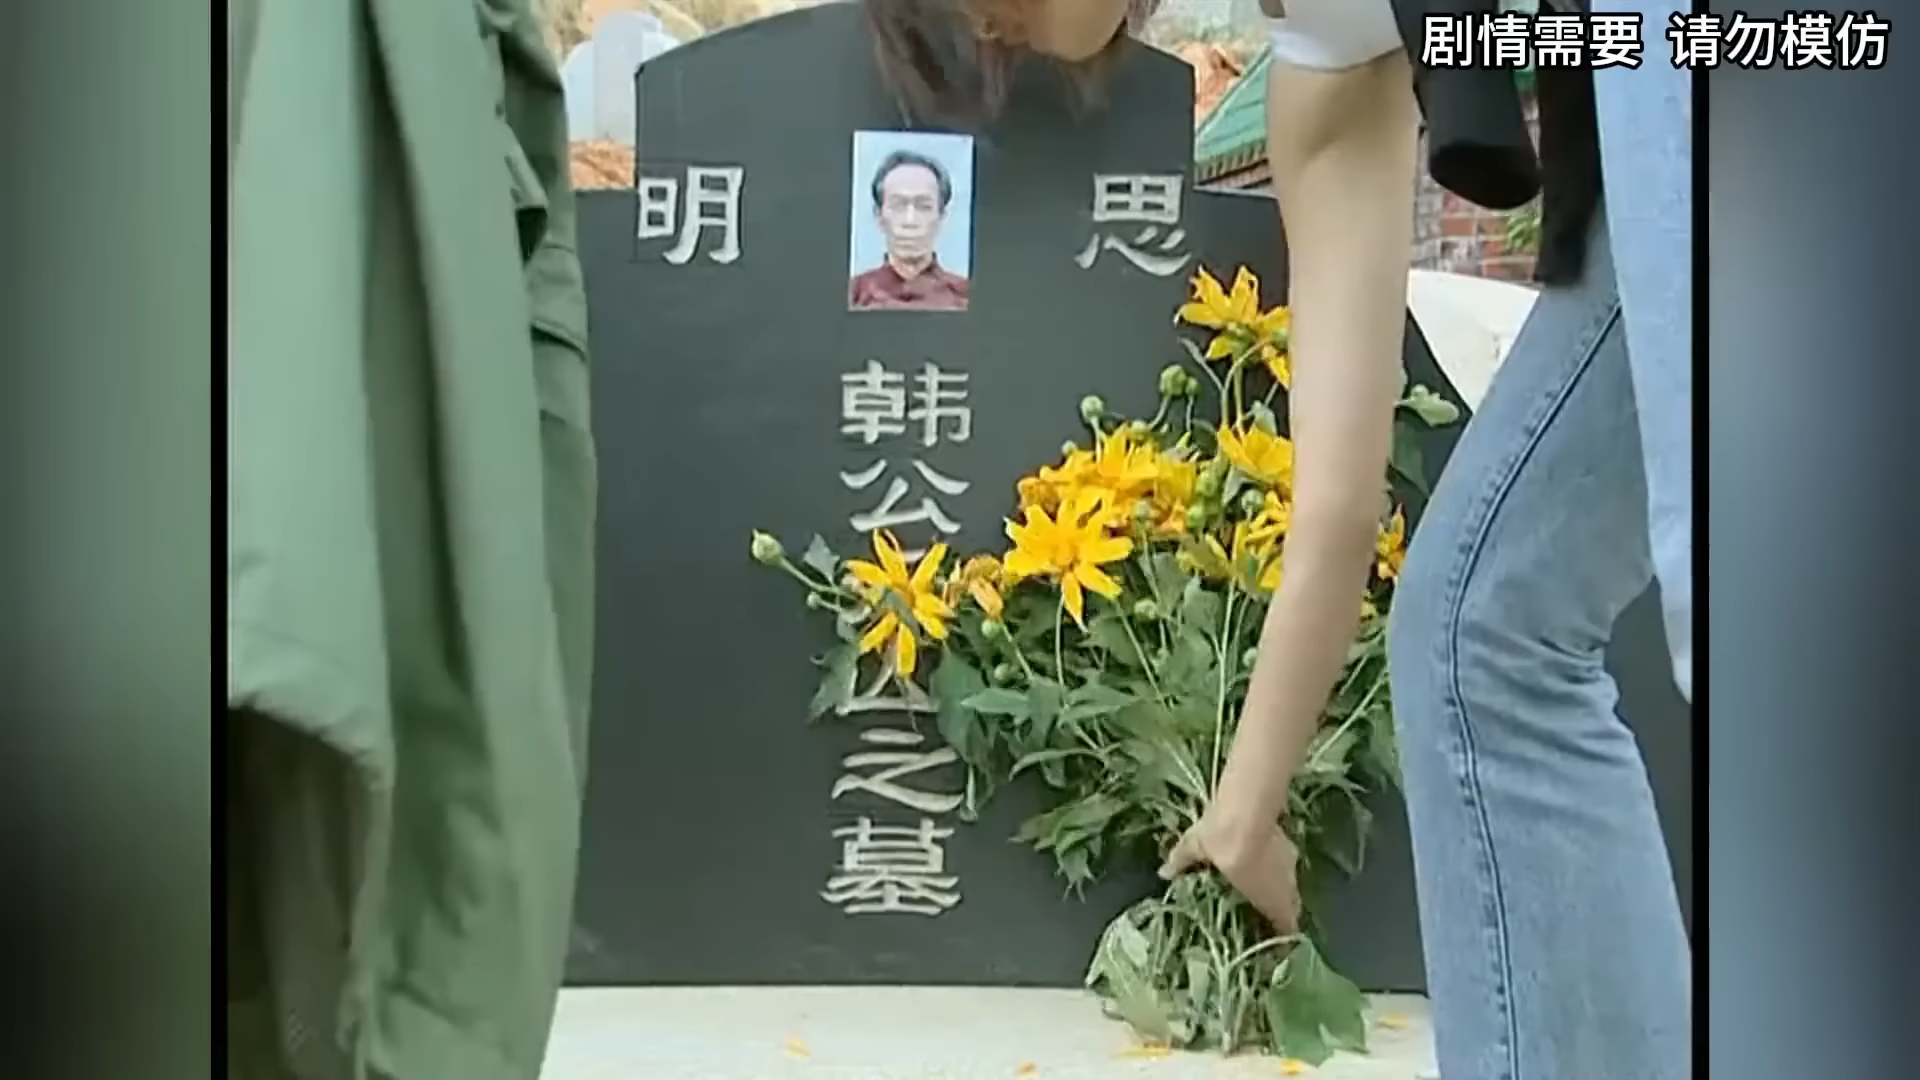 剧情需要 请勿模仿
明 思
韩公
之墓